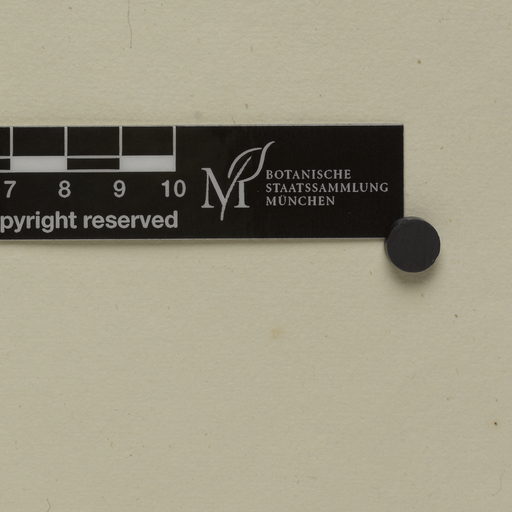 7 8 9 10
pyright reserved
M
BOTANISCHE
STAATSSAMMLUNG
MÜNCHEN